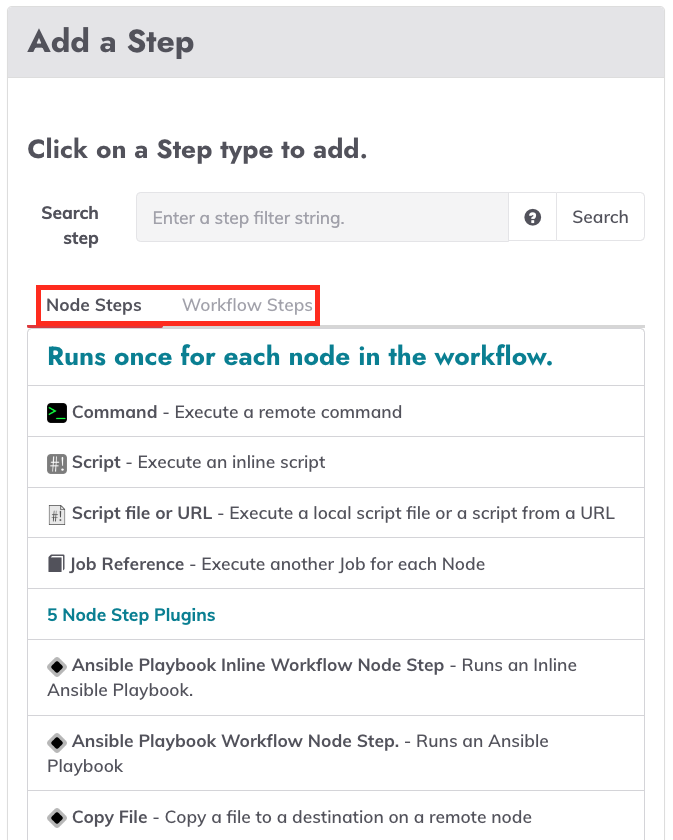 Add a Step
Click on a Step type to add.
Search
step
Enter a step filter string.
?
Search
Node Steps
Workflow Steps
Runs once for each node in the workflow.
>_ Command - Execute a remote command
#! Script - Execute an inline script
#! Script file or URL - Execute a local script file or a script from a URL
Job Reference - Execute another Job for each Node
5 Node Step Plugins
Ansible Playbook Inline Workflow Node Step - Runs an Inline
Ansible Playbook.
Ansible Playbook Workflow Node Step. - Runs an Ansible
Playbook
Copy File - Copy a file to a destination on a remote node